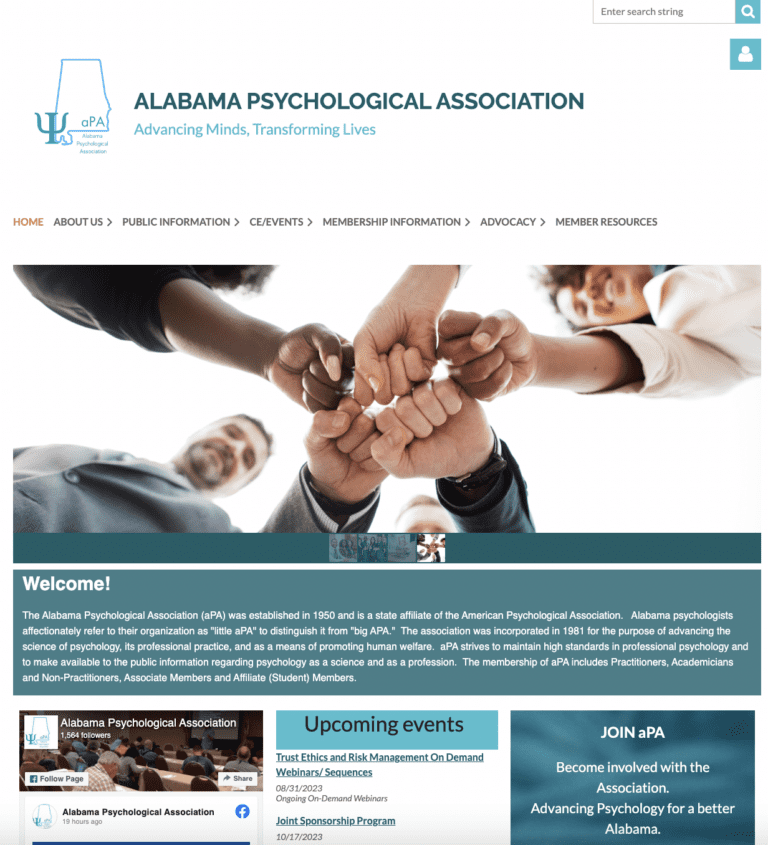 Enter search string
aPA
Alabama
Psychological
Association
ALABAMA PSYCHOLOGICAL ASSOCIATION
Advancing Minds, Transforming Lives
HOME ABOUT US PUBLIC INFORMATION CE/EVENTS MEMBERSHIP INFORMATION ADVOCACY MEMBER RESOURCES
Welcome!
The Alabama Psychological Association (aPA) was established in 1950 and is a state affiliate of the American Psychological Association. Alabama psychologists
affectionately refer to their organization as "little aPA" to distinguish it from "big APA." The association was incorporated in 1981 for the purpose of advancing the
science of psychology, its professional practice, and as a means of promoting human welfare. aPA strives to maintain high standards in professional psychology and
to make available to the public information regarding psychology as a science and as a profession. The membership of aPA includes Practitioners, Academicians
and Non-Practitioners, Associate Members and Affiliate (Student) Members.
Alabama Psychological Association
1,564 followers
Follow Page
Share
Alabama Psychological Association
19 hours ago
Upcoming events
Trust Ethics and Risk Management On Demand
Webinars/ Sequences
08/31/2023
Ongoing On-Demand Webinars
Joint Sponsorship Program
10/17/2023
JOIN aPA
Become involved with the
Association.
Advancing Psychology for a better
Alabama.